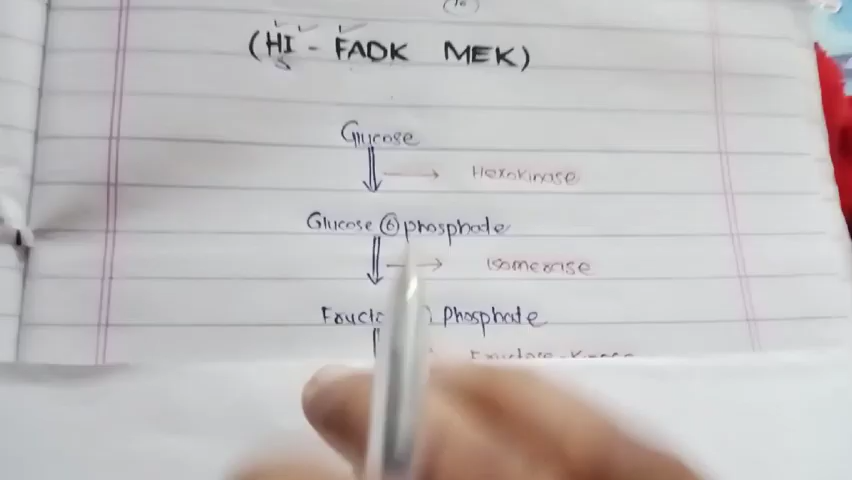 (HI - FADK MEK)
Glucose
Hexokinase
Glucose 6 phosphate
Isomerase
Phosphate